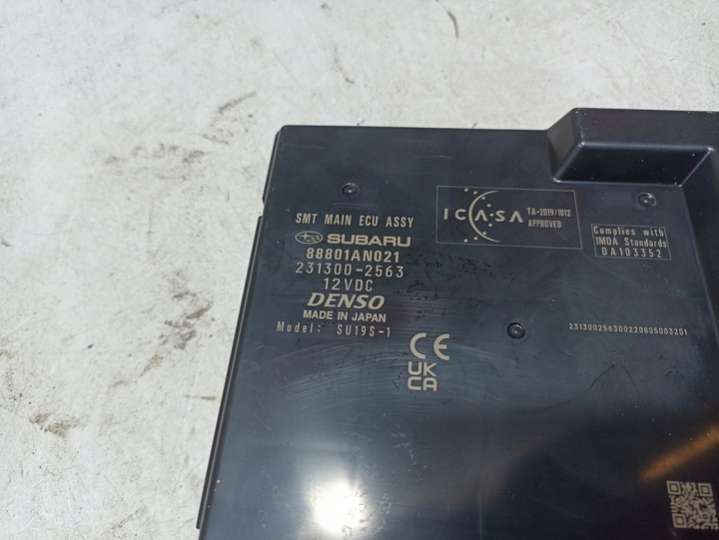 SMT MAIN ECU ASSY
SUBARU
88801AN021
231300-2563
12VDC
DENSO
MADE IN JAPAN
Model: SU19S-1
ICASA
TA-2019/1012
APPROVED
Complies with
IMDA Standards
DA103352
CE
UK
CA
231300256300220605003201